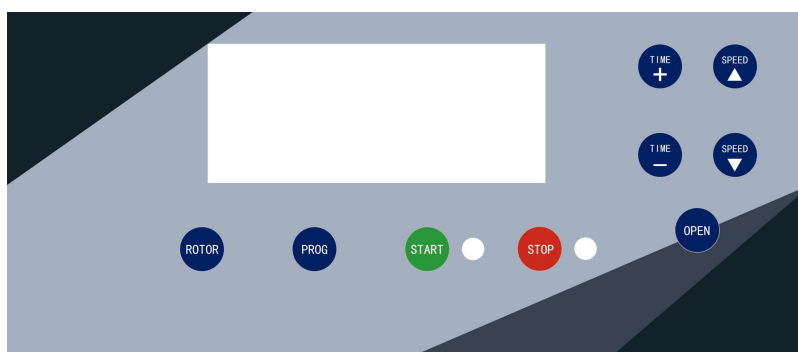 TIME
+
SPEED
▲
TIME
−
SPEED
▼
ROTOR
PROG
START
STOP
OPEN